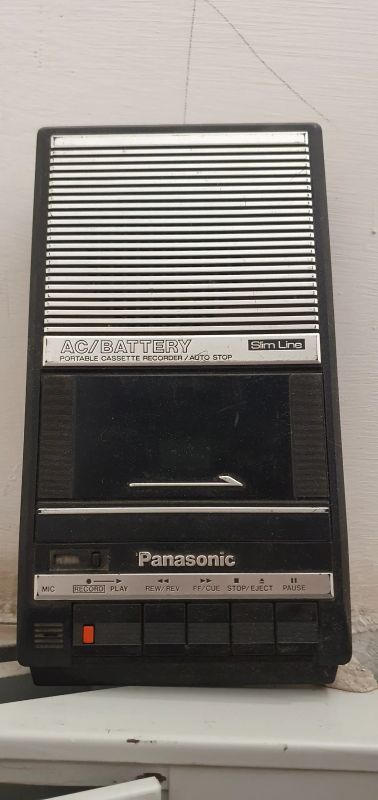 AC/BATTERY Slim Line
PORTABLE CASSETTE RECORDER/AUTO STOP
Panasonic
MIC RECORD PLAY REW/REV FF/CUE STOP/EJECT PAUSE